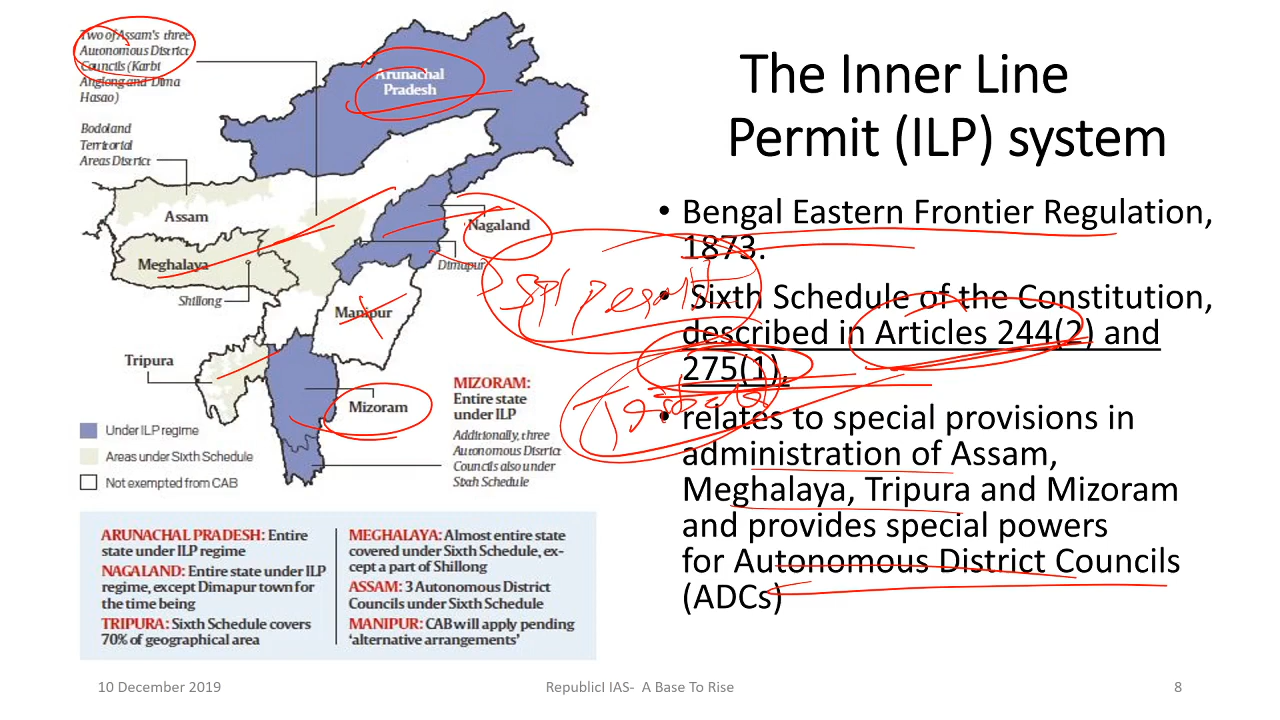 The Inner Line
Permit (ILP) system
Two of Assam's three
Autonomous District
Councils (Karbi
Anglong and Dima
Hasao)
Bodoland
Territorial
Areas District
Arunachal
Pradesh
Assam
Nagaland
Meghalaya
Dimapur
Shillong
Manipur
Tripura
Mizoram
MIZORAM:
Entire state
under ILP
Additionally, three
Autonomous District
Councils also under
Sixth Schedule
Under ILP regime
Areas under Sixth Schedule
Not exempted from CAB
ARUNACHAL PRADESH: Entire
state under ILP regime
NAGALAND: Entire state under ILP
regime, except Dimapur town for
the time being
TRIPURA: Sixth Schedule covers
70% of geographical area
MEGHALAYA: Almost entire state
covered under Sixth Schedule, ex-
cept a part of Shillong
ASSAM: 3 Autonomous District
Councils under Sixth Schedule
MANIPUR: CAB will apply pending
'alternative arrangements'
• Bengal Eastern Frontier Regulation,
1873.
• Sixth Schedule of the Constitution,
described in Articles 244(2) and
275(1),
• relates to special provisions in
administration of Assam,
Meghalaya, Tripura and Mizoram
and provides special powers
for Autonomous District Councils
(ADCs)
Spl permit
10 December 2019
RepublicI IAS- A Base To Rise
8